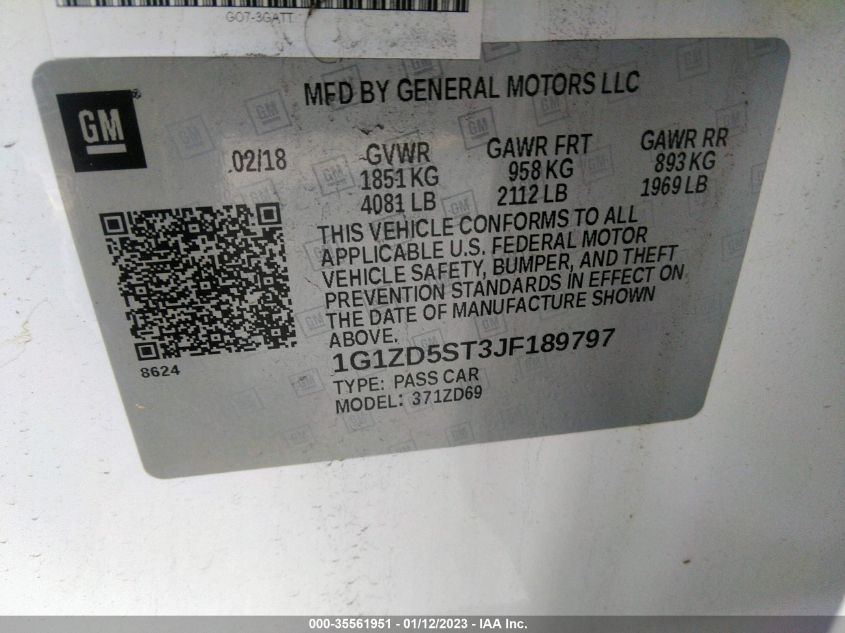 GO7-3GATT
MFD BY GENERAL MOTORS LLC
GM
®
02/18
GVWR
1851 KG
4081 LB
GAWR FRT
958 KG
2112 LB
GAWR RR
893 KG
1969 LB
THIS VEHICLE CONFORMS TO ALL
APPLICABLE U.S. FEDERAL MOTOR
VEHICLE SAFETY, BUMPER, AND THEFT
PREVENTION STANDARDS IN EFFECT ON
THE DATE OF MANUFACTURE SHOWN
ABOVE.
8624
1G1ZD5ST3JF189797
TYPE: PASS CAR
MODEL: 371ZD69
000-35561951 - 01/12/2023 - IAA Inc.